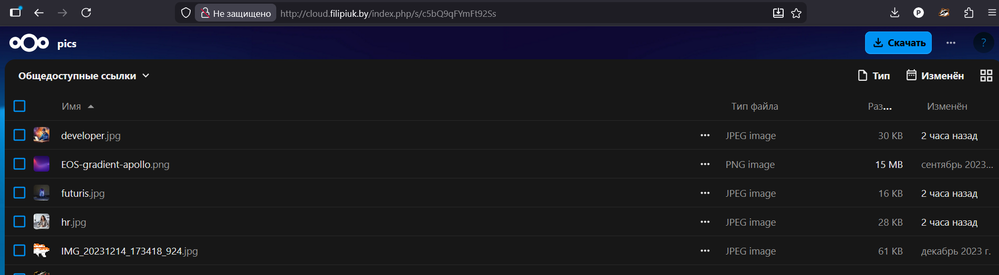 Не защищено http://cloud.filipiuk.by/index.php/s/c5bQ9qFYmFt92Ss P
pics Скачать ?
Общедоступные ссылки Тип Изменён
Имя Тип файла Раз... Изменён
developer.jpg JPEG image 30 KB 2 часа назад
EOS-gradient-apollo.png PNG image 15 MB сентябрь 2023...
futuris.jpg JPEG image 16 KB 2 часа назад
hr.jpg JPEG image 28 KB 2 часа назад
IMG_20231214_173418_924.jpg JPEG image 61 KB декабрь 2023 г.